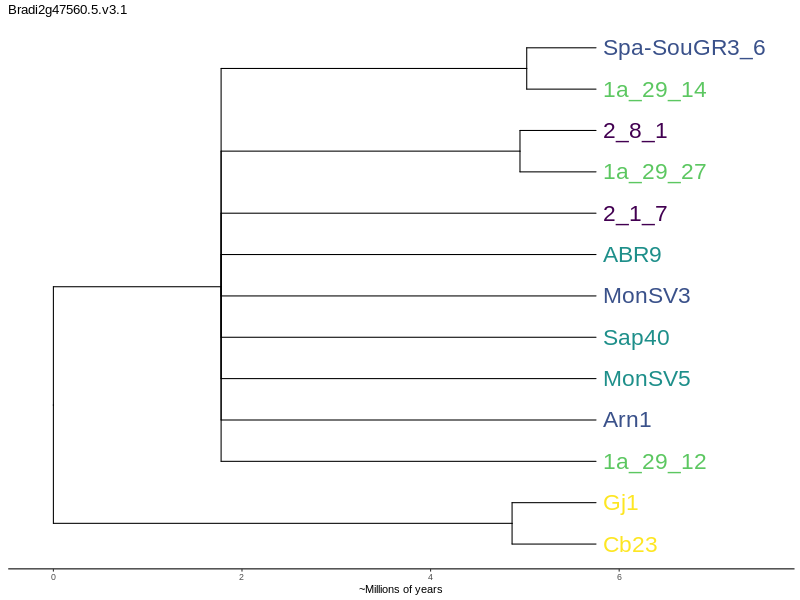 Bradi2g47560.5.v3.1
Spa-SouGR3_6
1a_29_14
2_8_1
1a_29_27
2_1_7
ABR9
MonSV3
Sap40
MonSV5
Arn1
1a_29_12
Gj1
Cb23
0 2 4 6
~Millions of years